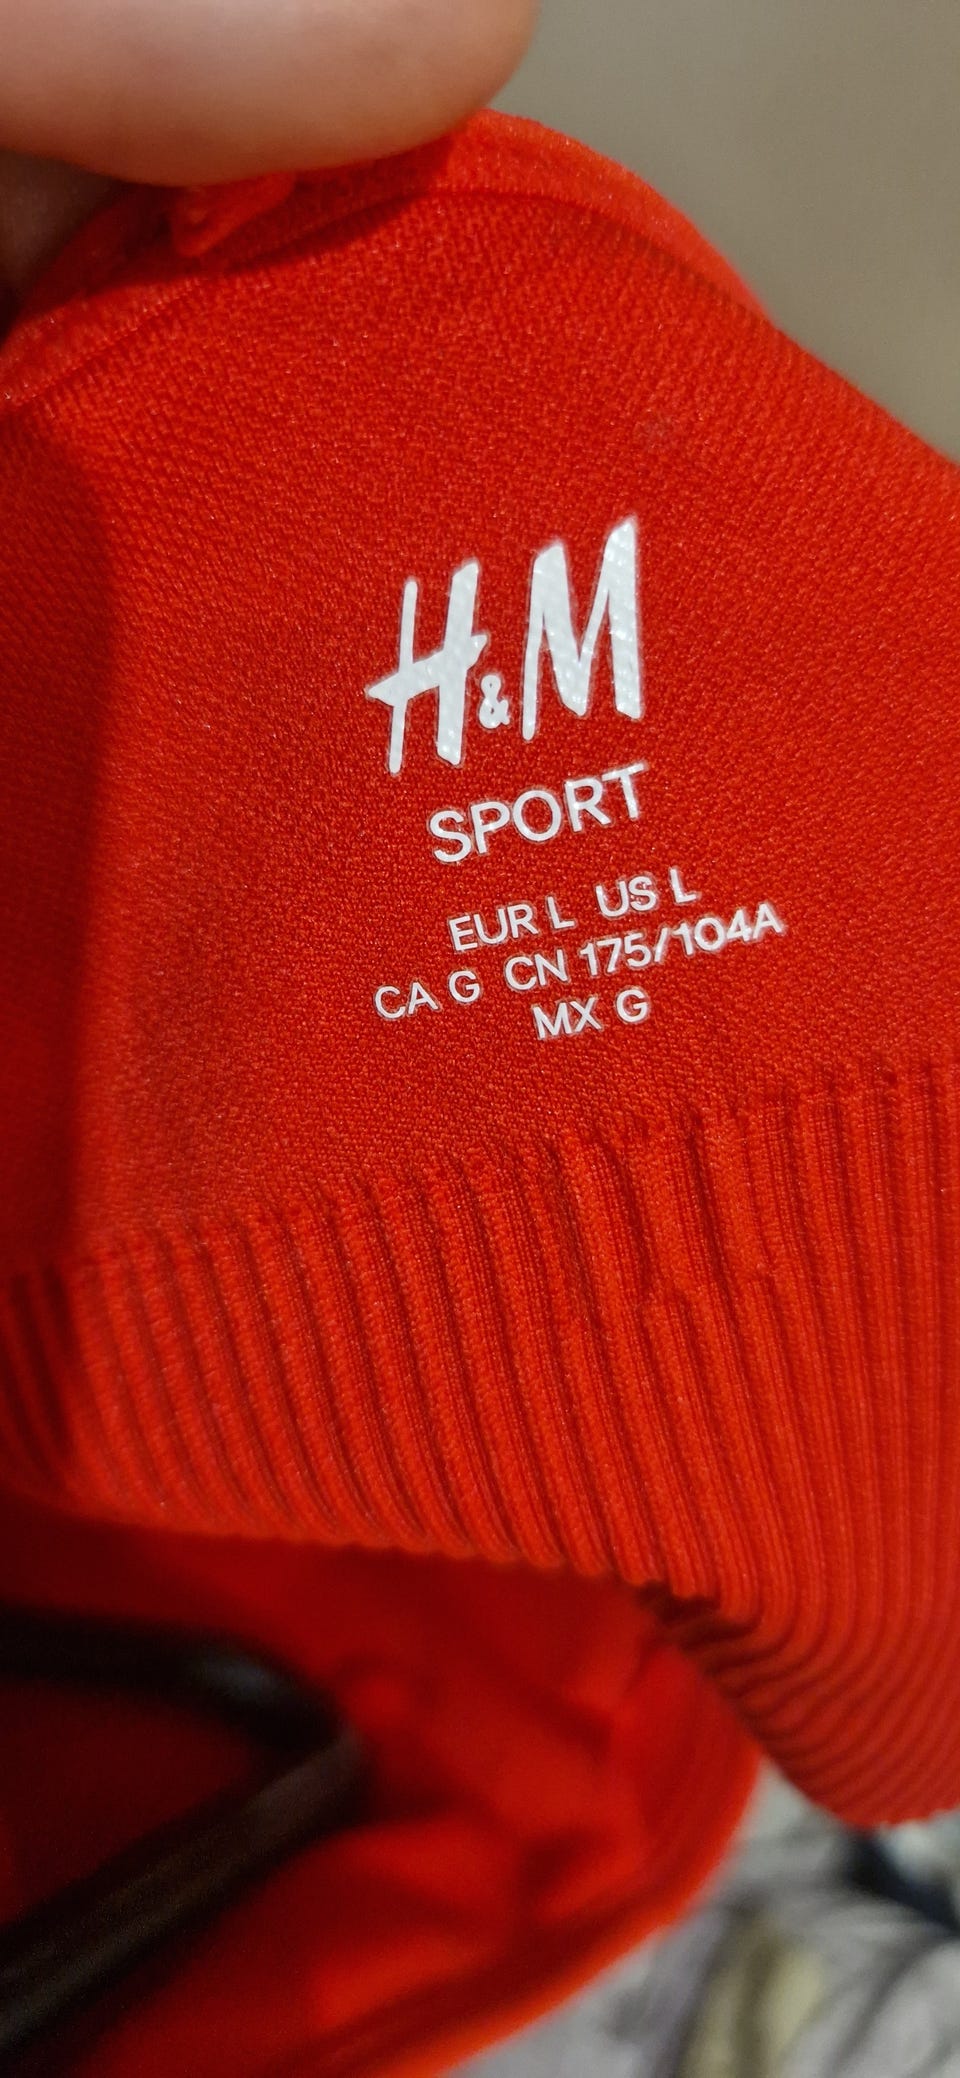 H&M
SPORT
EUR L US L
CA G CN 175/104A
MX G